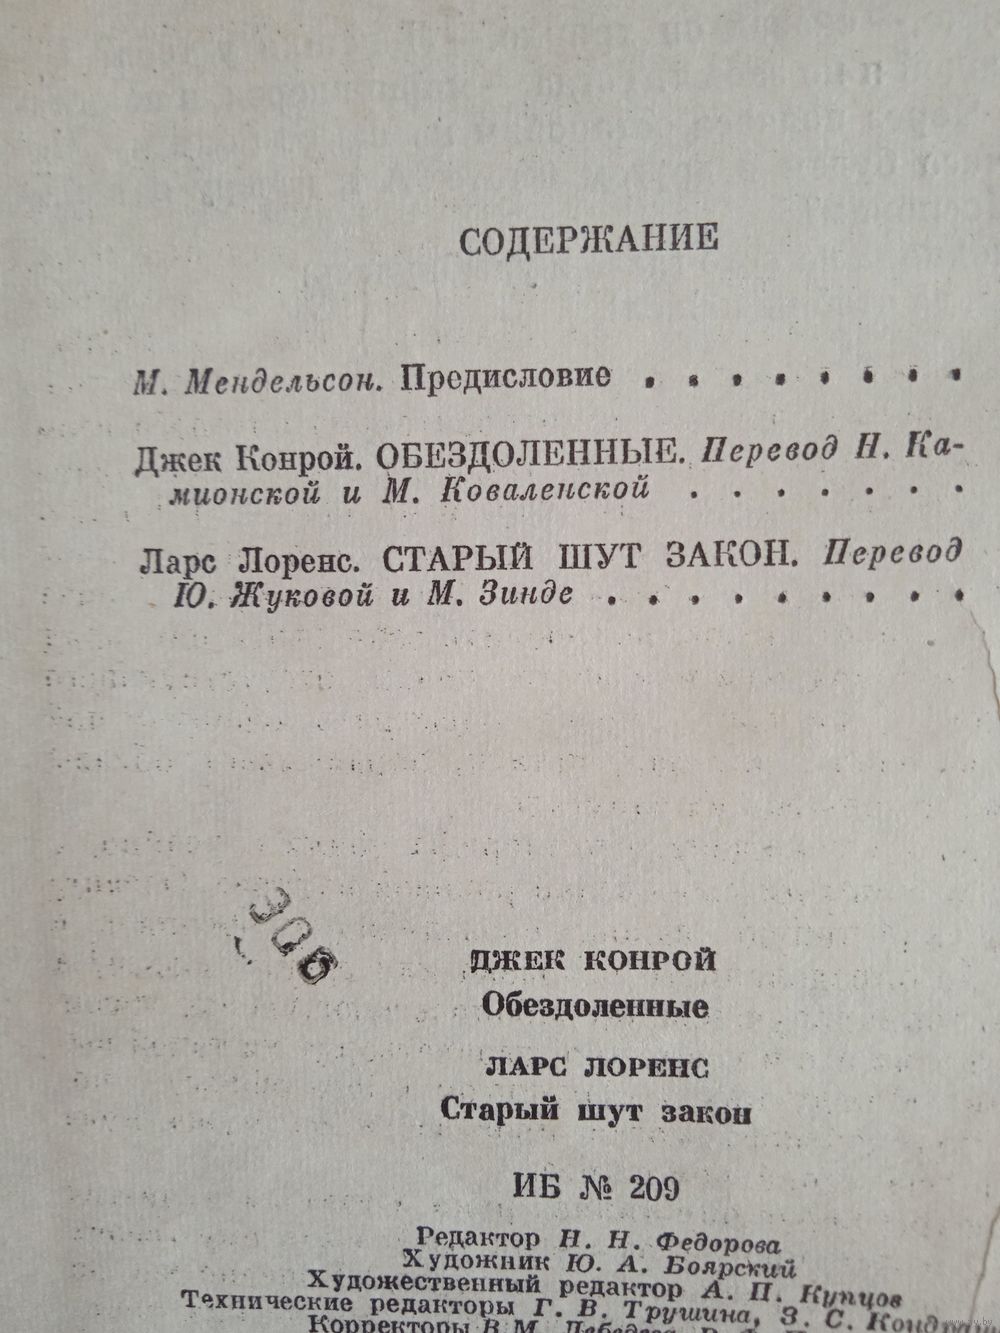 СОДЕРЖАНИЕ
М. Мендельсон. Предисловие . . . . . . . .
Джек Конрой. ОБЕЗДОЛЕННЫЕ. Перевод Н. Ка-
мионской и М. Коваленской . . . . . . .
Ларс Лоренс. СТАРЫЙ ШУТ ЗАКОН. Перевод
Ю. Жуковой и М. Зинде . . . . . . . . .
306
ДЖЕК КОНРОЙ
Обездоленные
ЛАРС ЛОРЕНС
Старый шут закон
ИБ № 209
Редактор Н. Н. Федорова
Художник Ю. А. Боярский
Художественный редактор А. П. Купцов
Технические редакторы Г. В. Трушина, З. С.
Корректоры В. М.